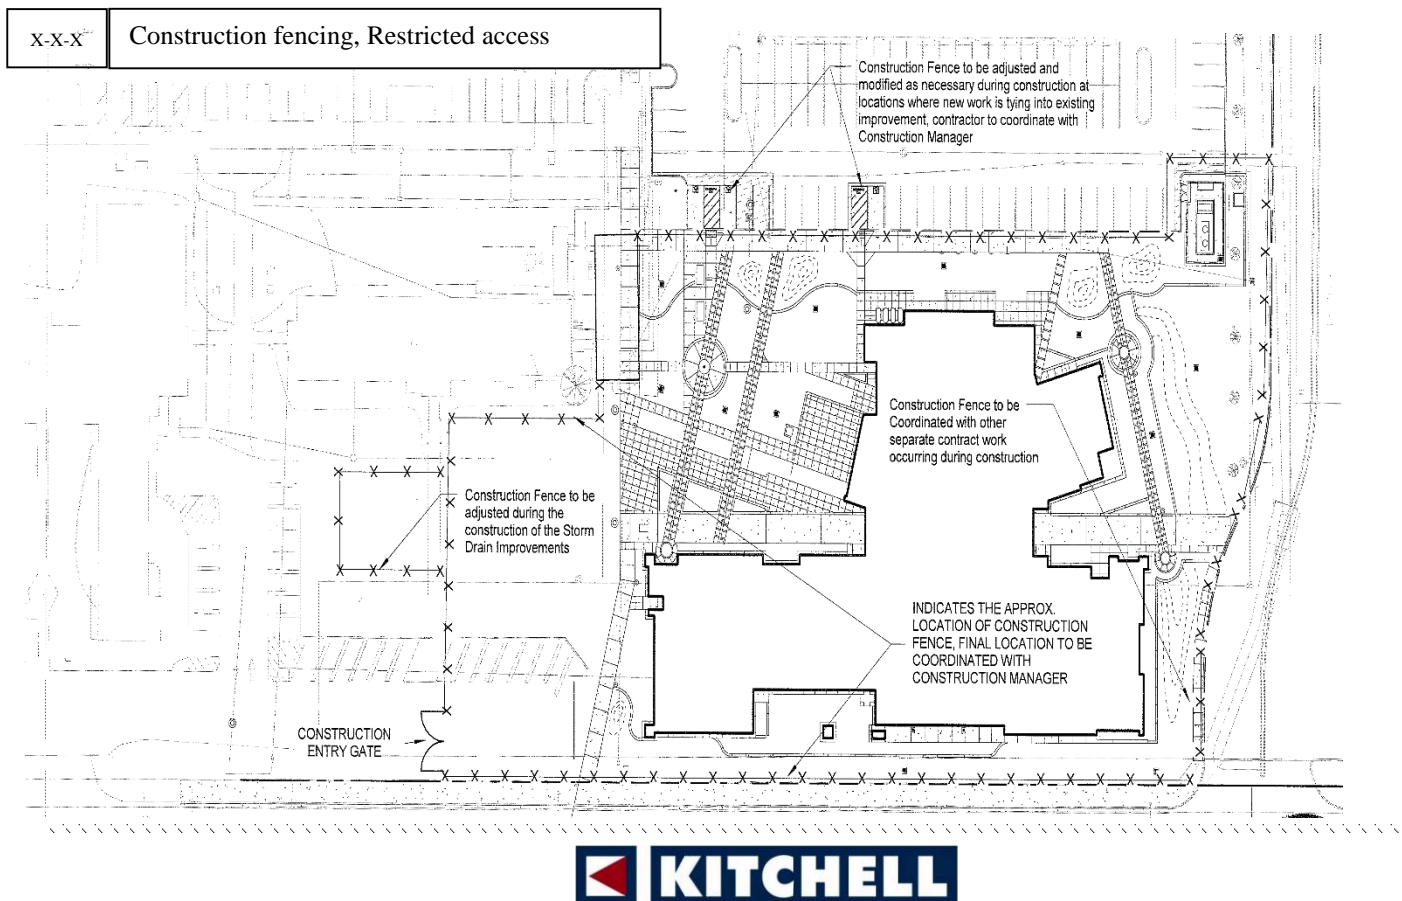 X-X-X
Construction fencing, Restricted access
Construction Fence to be adjusted and
modified as necessary during construction at
locations where new work is tying into existing
improvement, contractor to coordinate with
Construction Manager
Construction Fence to be
Coordinated with other
separate contract work
occurring during construction
Construction Fence to be
adjusted during the
construction of the Storm
Drain Improvements
INDICATES THE APPROX.
LOCATION OF CONSTRUCTION
FENCE, FINAL LOCATION TO BE
COORDINATED WITH
CONSTRUCTION MANAGER
CONSTRUCTION
ENTRY GATE
KITCHELL